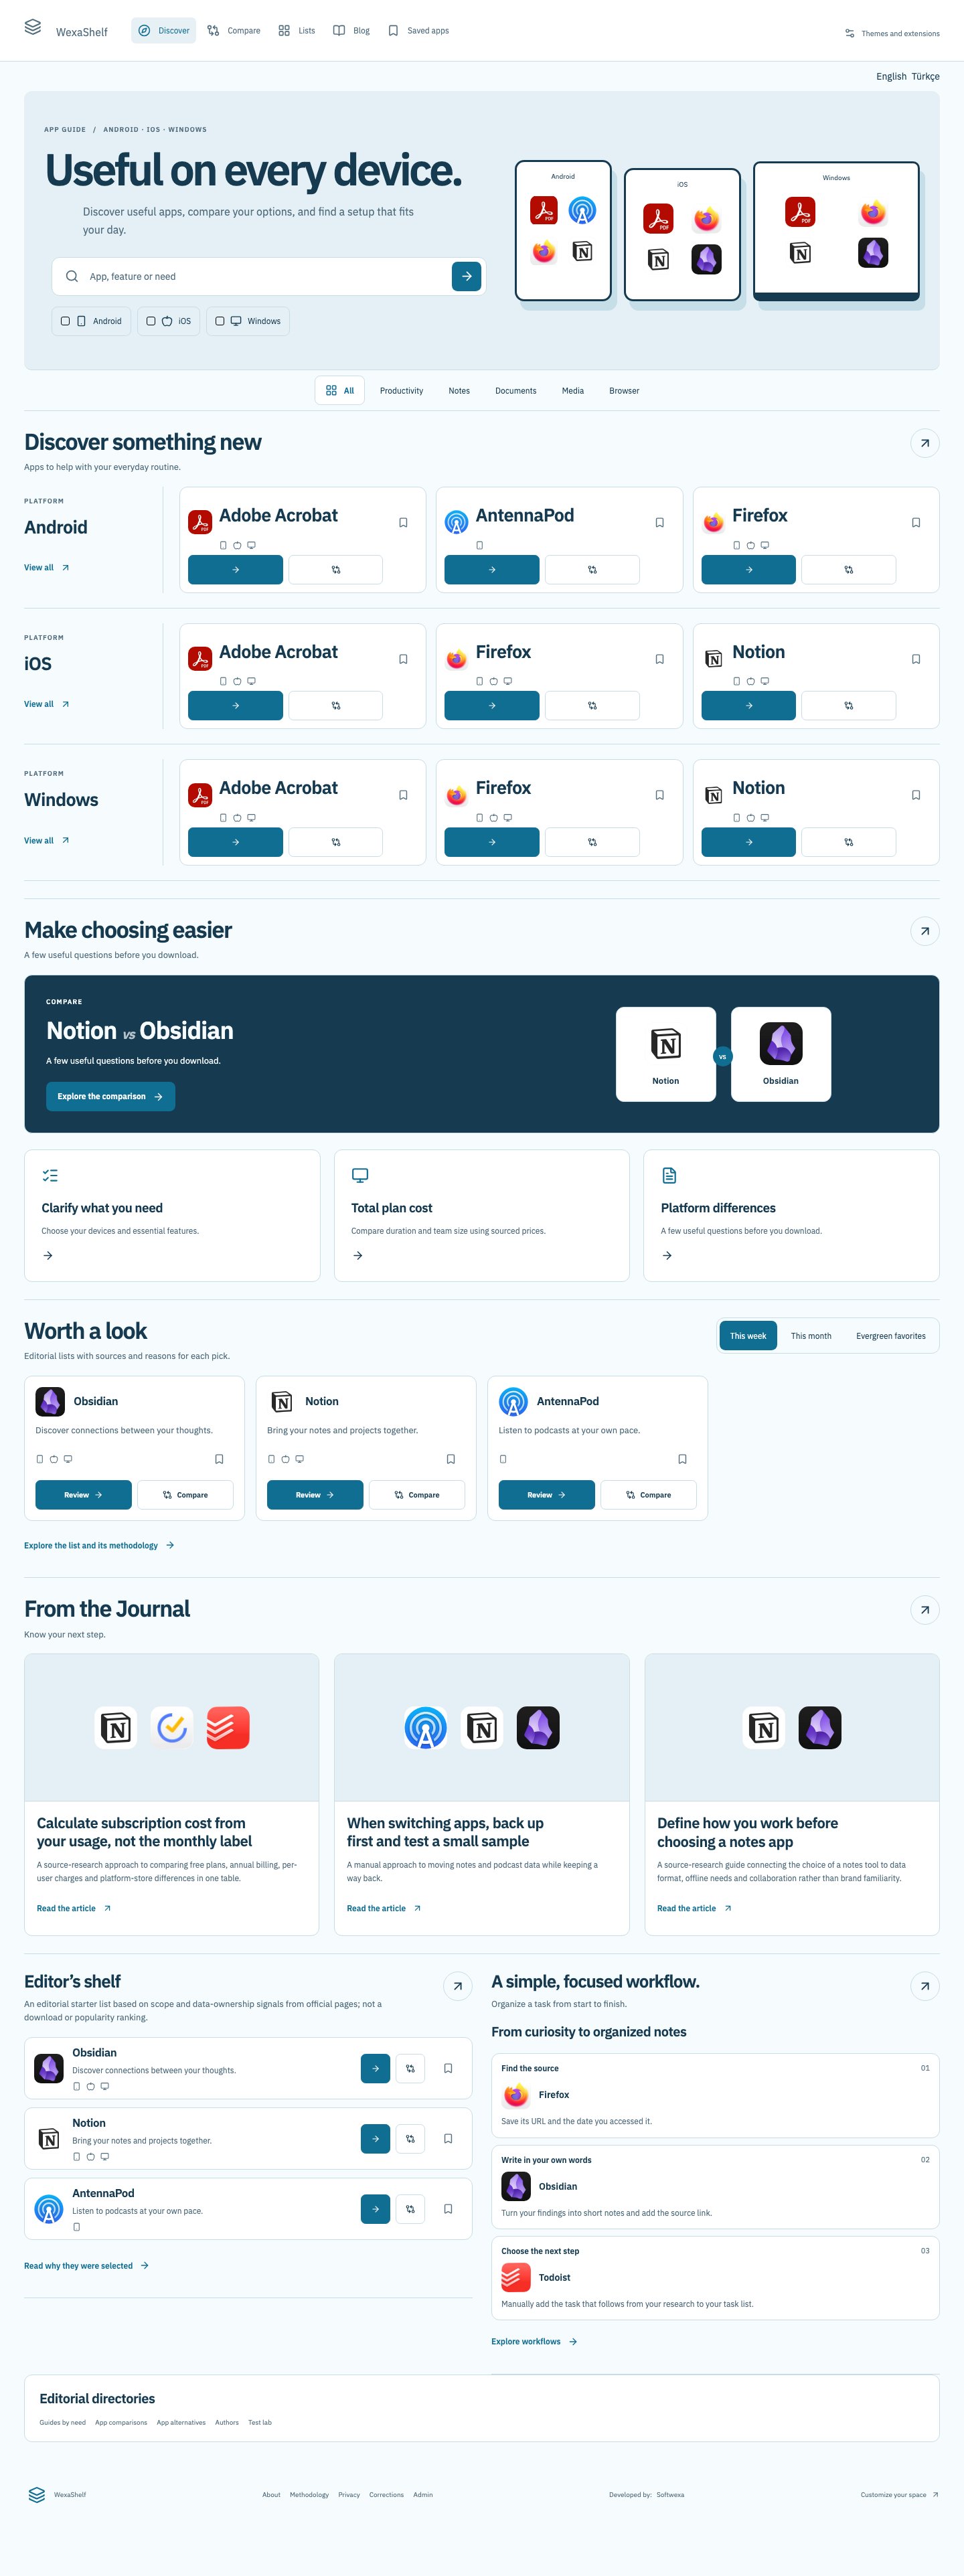 WexaShelf
Discover
Compare
Lists
Blog
Saved apps
Themes and extensions
English Türkçe
APP GUIDE / ANDROID · IOS · WINDOWS
Useful on every device.
Discover useful apps, compare your options, and find a setup that fits
your day.
App, feature or need
Android
iOS
Windows
Android
PDF
iOS
PDF
Windows
PDF
All
Productivity
Notes
Documents
Media
Browser
Discover something new
Apps to help with your everyday routine.
PLATFORM
Android
View all
PDF
Adobe Acrobat
AntennaPod
Firefox
PLATFORM
iOS
View all
PDF
Adobe Acrobat
Firefox
Notion
PLATFORM
Windows
View all
PDF
Adobe Acrobat
Firefox
Notion
Make choosing easier
A few useful questions before you download.
COMPARE
Notion vs Obsidian
A few useful questions before you download.
Explore the comparison
Notion
VS
Obsidian
Clarify what you need
Choose your devices and essential features.
Total plan cost
Compare duration and team size using sourced prices.
Platform differences
A few useful questions before you download.
Worth a look
Editorial lists with sources and reasons for each pick.
This week
This month
Evergreen favorites
Obsidian
Discover connections between your thoughts.
Review
Compare
Notion
Bring your notes and projects together.
Review
Compare
AntennaPod
Listen to podcasts at your own pace.
Review
Compare
Explore the list and its methodology
From the Journal
Know your next step.
Calculate subscription cost from
your usage, not the monthly label
A source-research approach to comparing free plans, annual billing, per-
user charges and platform-store differences in one table.
Read the article
When switching apps, back up
first and test a small sample
A manual approach to moving notes and podcast data while keeping a
way back.
Read the article
Define how you work before
choosing a notes app
A source-research guide connecting the choice of a notes tool to data
format, offline needs and collaboration rather than brand familiarity.
Read the article
Editor’s shelf
An editorial starter list based on scope and data-ownership signals from official pages; not a
download or popularity ranking.
Obsidian
Discover connections between your thoughts.
Notion
Bring your notes and projects together.
AntennaPod
Listen to podcasts at your own pace.
Read why they were selected
A simple, focused workflow.
Organize a task from start to finish.
From curiosity to organized notes
Find the source
01
Firefox
Save its URL and the date you accessed it.
Write in your own words
02
Obsidian
Turn your findings into short notes and add the source link.
Choose the next step
03
Todoist
Manually add the task that follows from your research to your task list.
Explore workflows
Editorial directories
Guides by need
App comparisons
App alternatives
Authors
Test lab
WexaShelf
About
Methodology
Privacy
Corrections
Admin
Developed by: Softwexa
Customize your space